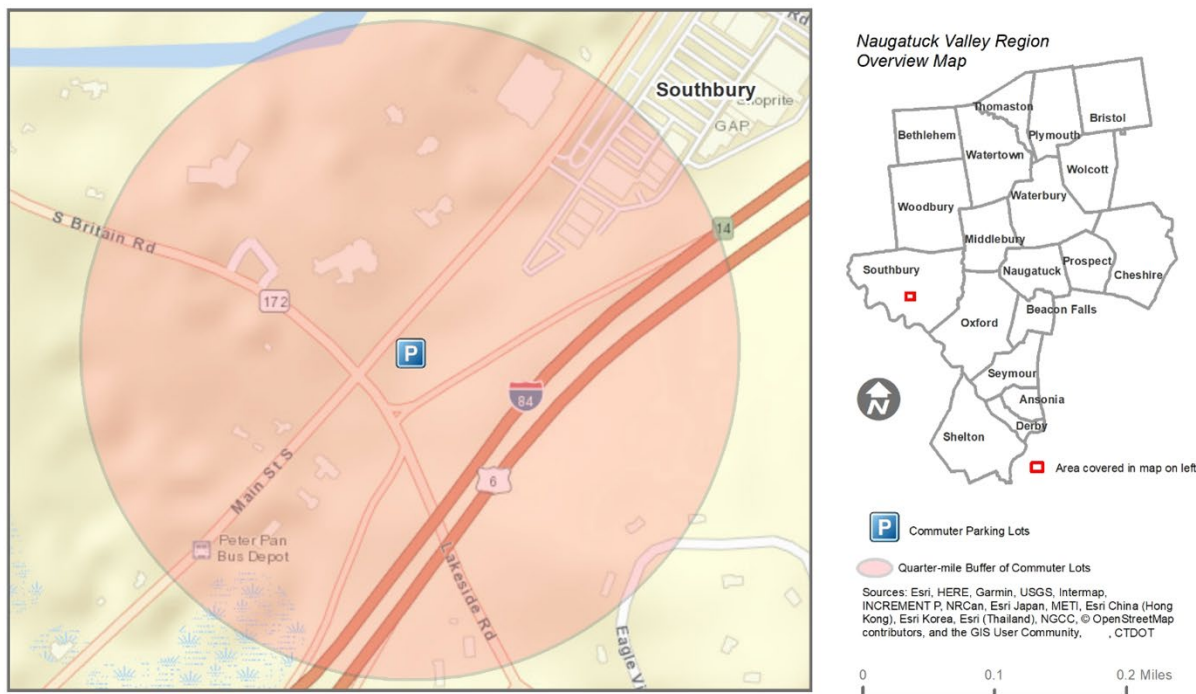 Rd
Southbury
Shoprite
GAP
14
S Britain Rd
172
P
84
6
Main St S
Peter Pan
Bus Depot
Lakeside Rd
Eagle Vi
Naugatuck Valley Region
Overview Map
Thomaston
Bristol
Bethlehem
Plymouth
Watertown
Wolcott
Woodbury
Waterbury
Middlebury
Southbury
Naugatuck
Prospect
Cheshire
Oxford
Beacon Falls
Seymour
N
Ansonia
Derby
Shelton
Area covered in map on left
P
Commuter Parking Lots
Quarter-mile Buffer of Commuter Lots
Sources: Esri, HERE, Garmin, USGS, Intermap,
INCREMENT P, NRCan, Esri Japan, METI, Esri China (Hong
Kong), Esri Korea, Esri (Thailand), NGCC, © OpenStreetMap
contributors, and the GIS User Community, , CTDOT
0 0.1 0.2 Miles